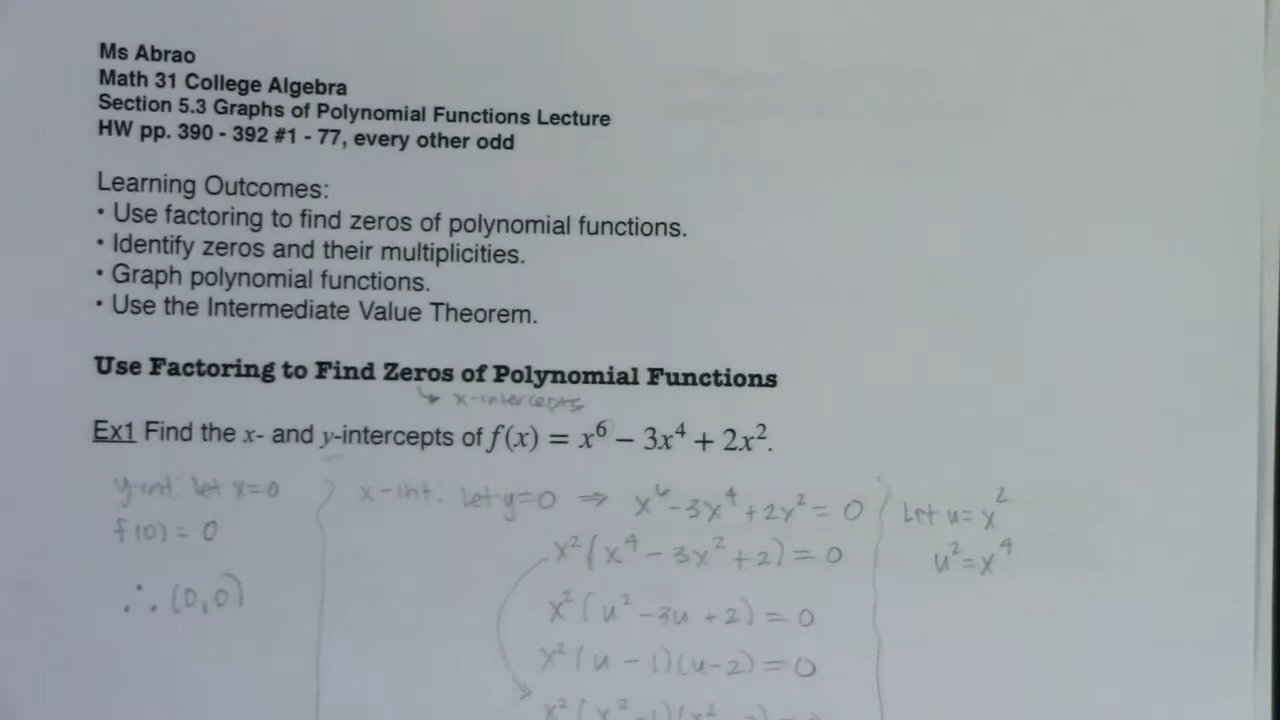 Ms Abrao
Math 31 College Algebra
Section 5.3 Graphs of Polynomial Functions Lecture
HW pp. 390 - 392 #1 - 77, every other odd
Learning Outcomes:
• Use factoring to find zeros of polynomial functions.
• Identify zeros and their multiplicities.
• Graph polynomial functions.
• Use the Intermediate Value Theorem.
Use Factoring to Find Zeros of Polynomial Functions
↳ x-intercepts
Ex1 Find the x- and y-intercepts of f(x) = x⁶ − 3x⁴ + 2x².
y-int: let x=0
f(0) = 0
∴ (0,0)
x-int: let y=0 ⇒ x⁶-3x⁴+2x²=0
x²(x⁴-3x²+2)=0
x²(u²-3u+2)=0
x²(u-1)(u-2)=0
x²(x²-1)(x²
Let u=x²
u²=x⁴